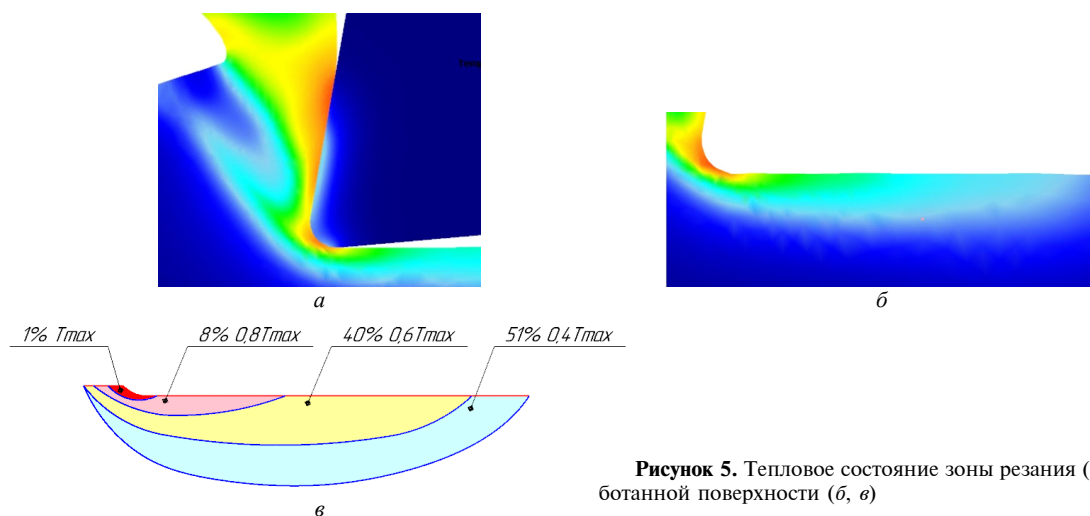 а
б
1% Tmax
8% 0,8Tmax
40% 0,6Tmax
51% 0,4Tmax
в
Рисунок 5. Тепловое состояние зоны резания (
ботанной поверхности (б, в)